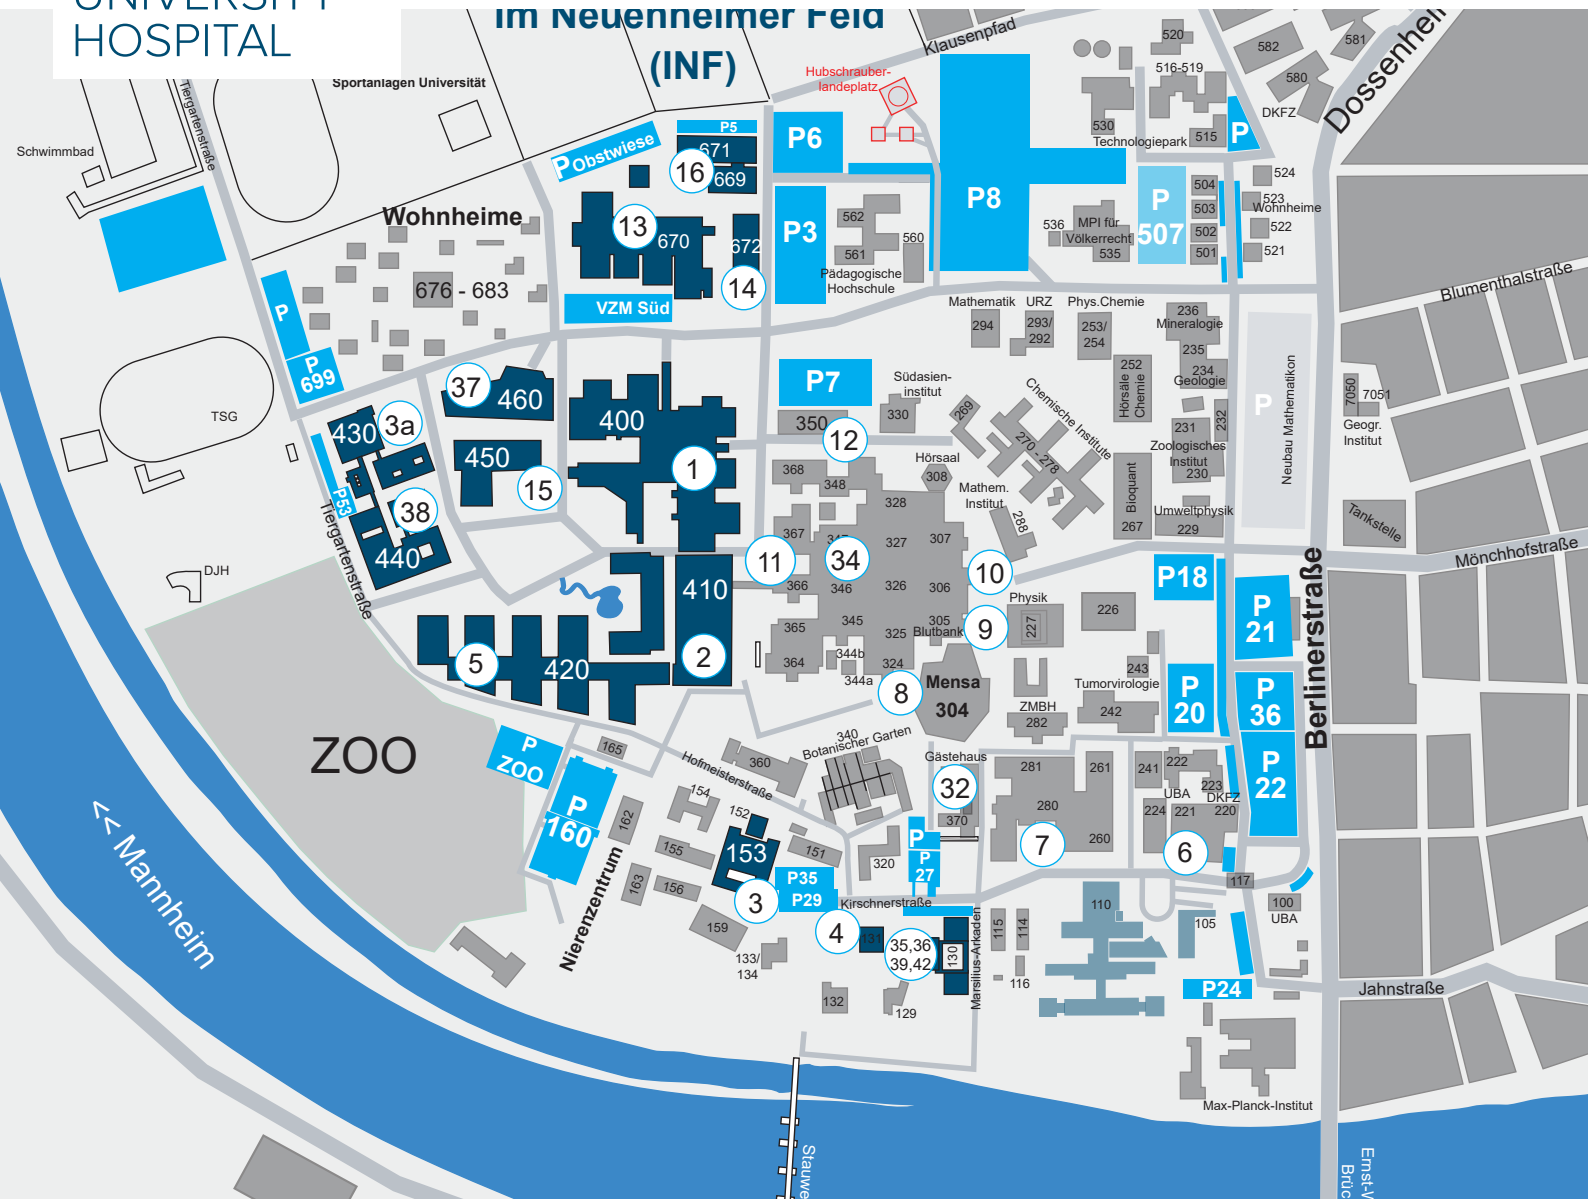 HOSPITAL
im Neuenheimer Feld
(INF)
Sportanlagen Universität
Tiergartenstraße
Schwimmbad
Klausenpfad
Hubschrauber-
landeplatz
520
516-519
530
Technologiepark
515
P
582
581
580
DKFZ
Dossenhei
P5
P Obstwiese
671
16
669
P6
P8
P
507
504
503
502
501
524
523
Wohnheime
522
521
536
MPI für
Völkerrecht
535
Wohnheime
13
670
672
14
P3
562
561
560
Pädagogische
Hochschule
676 - 683
VZM Süd
P
P
699
Blumenthalstraße
Mathematik
URZ
Phys.Chemie
294
293/
292
253/
254
236
Mineralogie
235
234
Geologie
252
Hörsäle
Chemie
232
231
Zoologisches
Institut
230
P
Neubau Mathematikon
7050
7051
Geogr.
Institut
TSG
37
460
400
P7
350
12
Südasien-
institut
330
269
Chemische Institute
270 - 278
430
3a
450
15
1
368
348
Hörsaal
308
328
Mathem.
Institut
288
Bioquant
267
Umweltphysik
229
Tankstelle
Mönchhofstraße
P53
38
440
Tiergartenstraße
DJH
367
347
34
327
307
11
366
346
326
306
10
410
P18
P
21
Berlinerstraße
365
345
325
305
Blutbank
9
Physik
227
226
364
344b
344a
324
8
Mensa
304
5
420
2
243
Tumorvirologie
242
ZMBH
282
P
20
P
36
P
22
ZOO
P
ZOO
165
Hofmeisterstraße
360
340
Botanischer Garten
Gästehaus
32
370
281
261
280
260
7
241
222
223
UBA
DKFZ
224
221
220
6
P
160
162
154
152
153
155
151
156
163
Nierenzentrum
159
3
P35
P29
320
P
P
27
Kirschnerstraße
117
100
UBA
<< Mannheim
133/
134
4
131
35,36
39,42
130
Marsilius-Arkaden
115
114
116
110
105
P24
Jahnstraße
132
129
Max-Planck-Institut
Stauwe
Ernst-W
Brüc